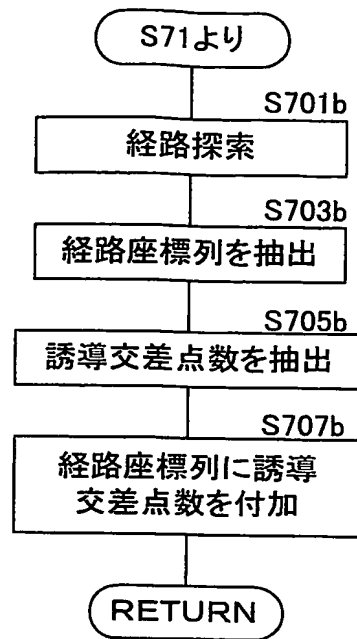 S71より
S701b
経路探索
S703b
経路座標列を抽出
S705b
誘導交差点数を抽出
S707b
経路座標列に誘導
交差点数を付加
RETURN